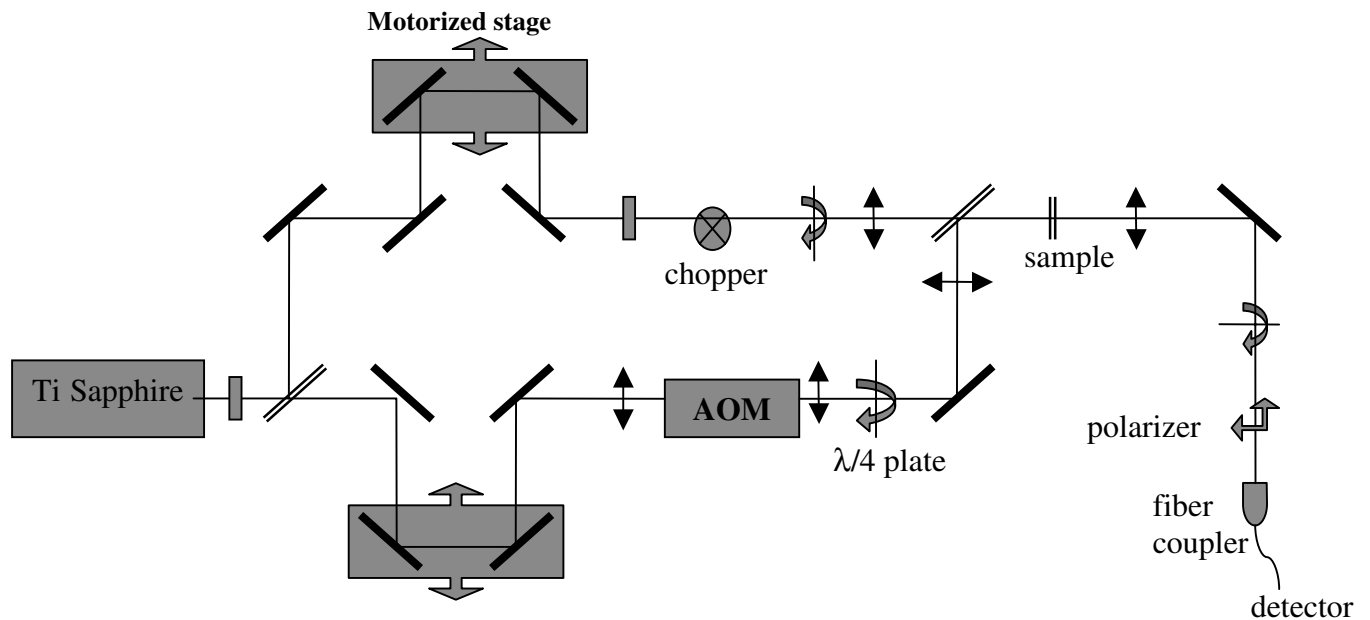 Motorized stage
chopper
sample
Ti Sapphire
AOM
λ/4 plate
polarizer
fiber
coupler
detector